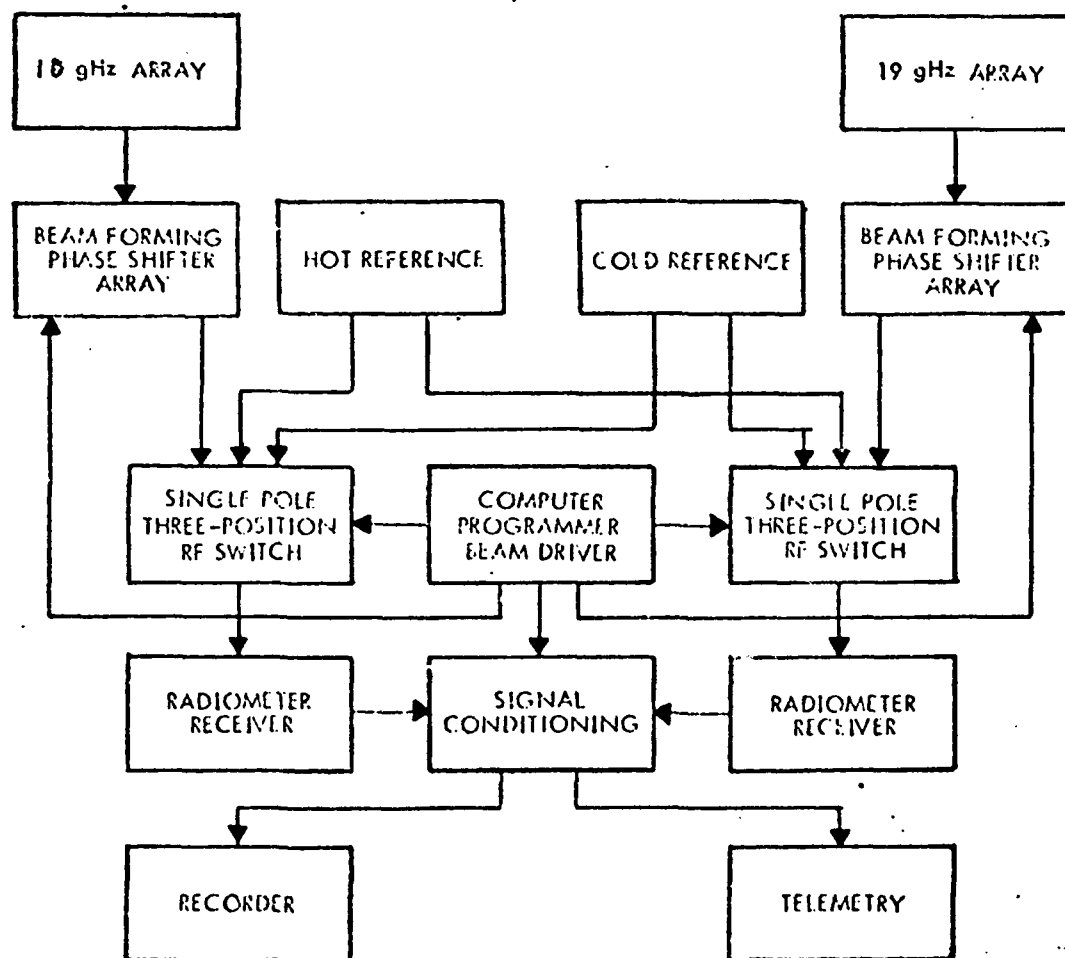 10 gHz ARRAY
19 gHz ARRAY
BEAM FORMING
PHASE SHIFTER
ARRAY
HOT REFERENCE
COLD REFERENCE
BEAM FORMING
PHASE SHIFTER
ARRAY
SINGLE POLE
THREE-POSITION
RF SWITCH
COMPUTER
PROGRAMMER
BEAM DRIVER
SINGLE POLE
THREE-POSITION
RF SWITCH
RADIOMETER
RECEIVER
SIGNAL
CONDITIONING
RADIOMETER
RECEIVER
RECORDER
TELEMETRY